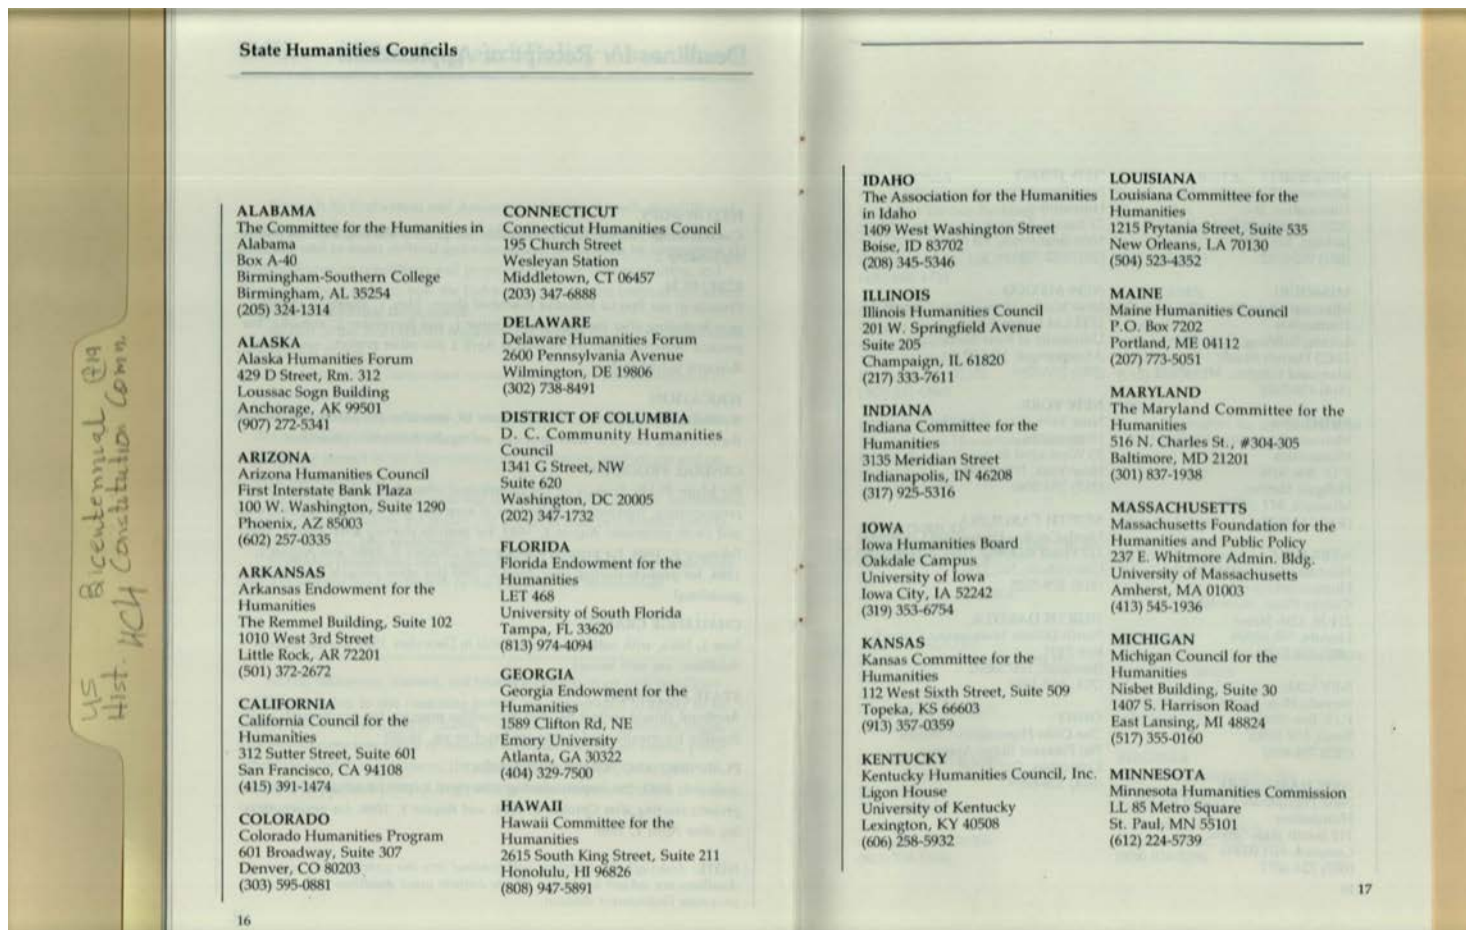 State Humanities Councils
ALABAMA
The Committee for the Humanities in
Alabama
Box A-40
Birmingham-Southern College
Birmingham, AL 35254
(205) 324-1314
ALASKA
Alaska Humanities Forum
429 D Street, Rm. 312
Loussac Sogn Building
Anchorage, AK 99501
(907) 272-5341
ARIZONA
Arizona Humanities Council
First Interstate Bank Plaza
100 W. Washington, Suite 1290
Phoenix, AZ 85003
(602) 257-0335
ARKANSAS
Arkansas Endowment for the
Humanities
The Remmel Building, Suite 102
1010 West 3rd Street
Little Rock, AR 72201
(501) 372-2672
CALIFORNIA
California Council for the
Humanities
312 Sutter Street, Suite 601
San Francisco, CA 94108
(415) 391-1474
COLORADO
Colorado Humanities Program
601 Broadway, Suite 307
Denver, CO 80203
(303) 595-0881
16
CONNECTICUT
Connecticut Humanities Council
195 Church Street
Wesleyan Station
Middletown, CT 06457
(203) 347-6888
DELAWARE
Delaware Humanities Forum
2600 Pennsylvania Avenue
Wilmington, DE 19806
(302) 738-8491
DISTRICT OF COLUMBIA
D. C. Community Humanities
Council
1341 G Street, NW
Suite 620
Washington, DC 20005
(202) 347-1732
FLORIDA
Florida Endowment for the
Humanities
LET 468
University of South Florida
Tampa, FL 33620
(813) 974-4094
GEORGIA
Georgia Endowment for the
Humanities
1589 Clifton Rd, NE
Emory University
Atlanta, GA 30322
(404) 329-7500
HAWAII
Hawaii Committee for the
Humanities
2615 South King Street, Suite 211
Honolulu, HI 96826
(808) 947-5891
IDAHO
The Association for the Humanities
in Idaho
1409 West Washington Street
Boise, ID 83702
(208) 345-5346
ILLINOIS
Illinois Humanities Council
201 W. Springfield Avenue
Suite 205
Champaign, IL 61820
(217) 333-7611
INDIANA
Indiana Committee for the
Humanities
3135 Meridian Street
Indianapolis, IN 46208
(317) 925-5316
IOWA
Iowa Humanities Board
Oakdale Campus
University of Iowa
Iowa City, IA 52242
(319) 353-6754
KANSAS
Kansas Committee for the
Humanities
112 West Sixth Street, Suite 509
Topeka, KS 66603
(913) 357-0359
KENTUCKY
Kentucky Humanities Council, Inc.
Ligon House
University of Kentucky
Lexington, KY 40508
(606) 258-5932
LOUISIANA
Louisiana Committee for the
Humanities
1215 Prytania Street, Suite 535
New Orleans, LA 70130
(504) 523-4352
MAINE
Maine Humanities Council
P.O. Box 7202
Portland, ME 04112
(207) 773-5051
MARYLAND
The Maryland Committee for the
Humanities
516 N. Charles St., #304-305
Baltimore, MD 21201
(301) 837-1938
MASSACHUSETTS
Massachusetts Foundation for the
Humanities and Public Policy
237 E. Whitmore Admin. Bldg.
University of Massachusetts
Amherst, MA 01003
(413) 545-1936
MICHIGAN
Michigan Council for the
Humanities
Nisbet Building, Suite 30
1407 S. Harrison Road
East Lansing, MI 48824
(517) 355-0160
MINNESOTA
Minnesota Humanities Commission
LL 85 Metro Square
St. Paul, MN 55101
(612) 224-5739
17
Bicentennial
Hist. HCH Constitution Comn.